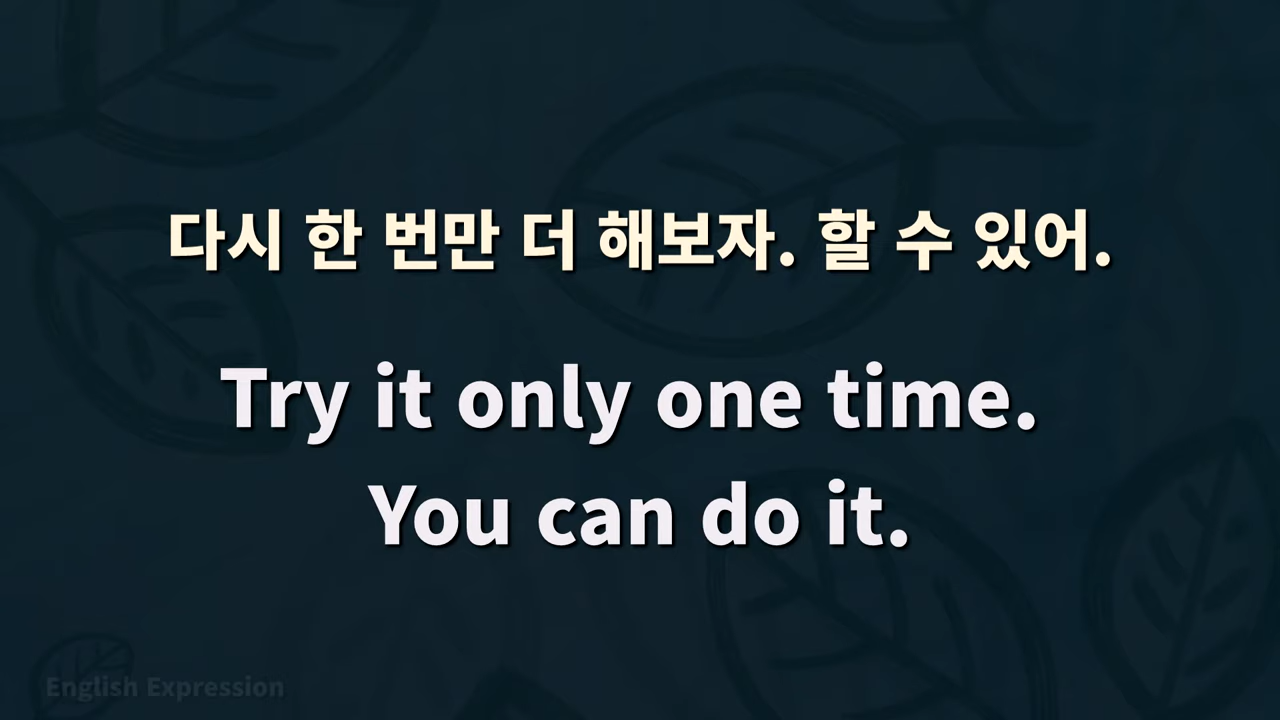 다시 한 번만 더 해보자. 할 수 있어.
Try it only one time.
You can do it.
English Expression